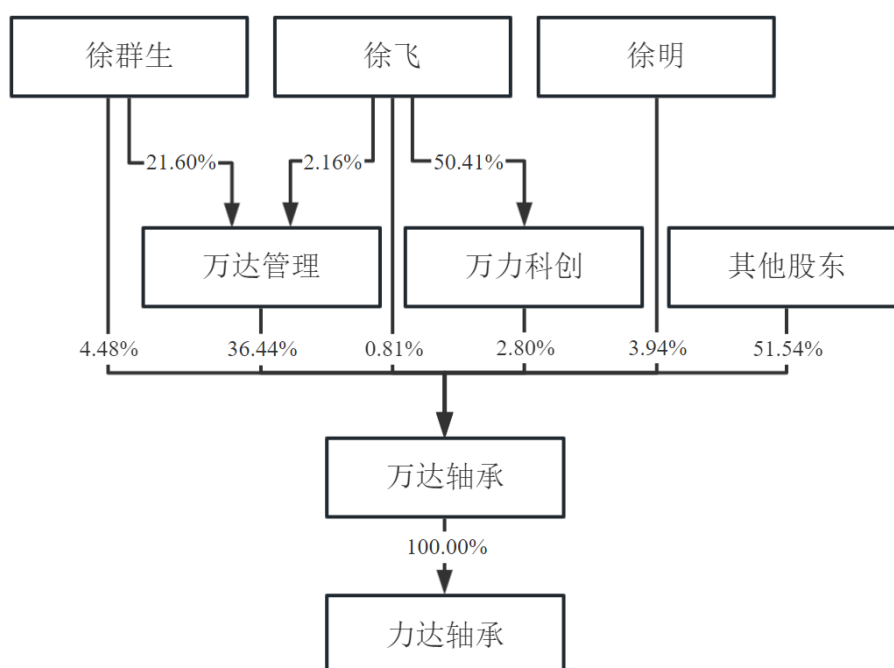 徐群生
徐飞
徐明
21.60%
2.16%
50.41%
万达管理
万力科创
其他股东
4.48%
36.44%
0.81%
2.80%
3.94%
51.54%
万达轴承
100.00%
力达轴承